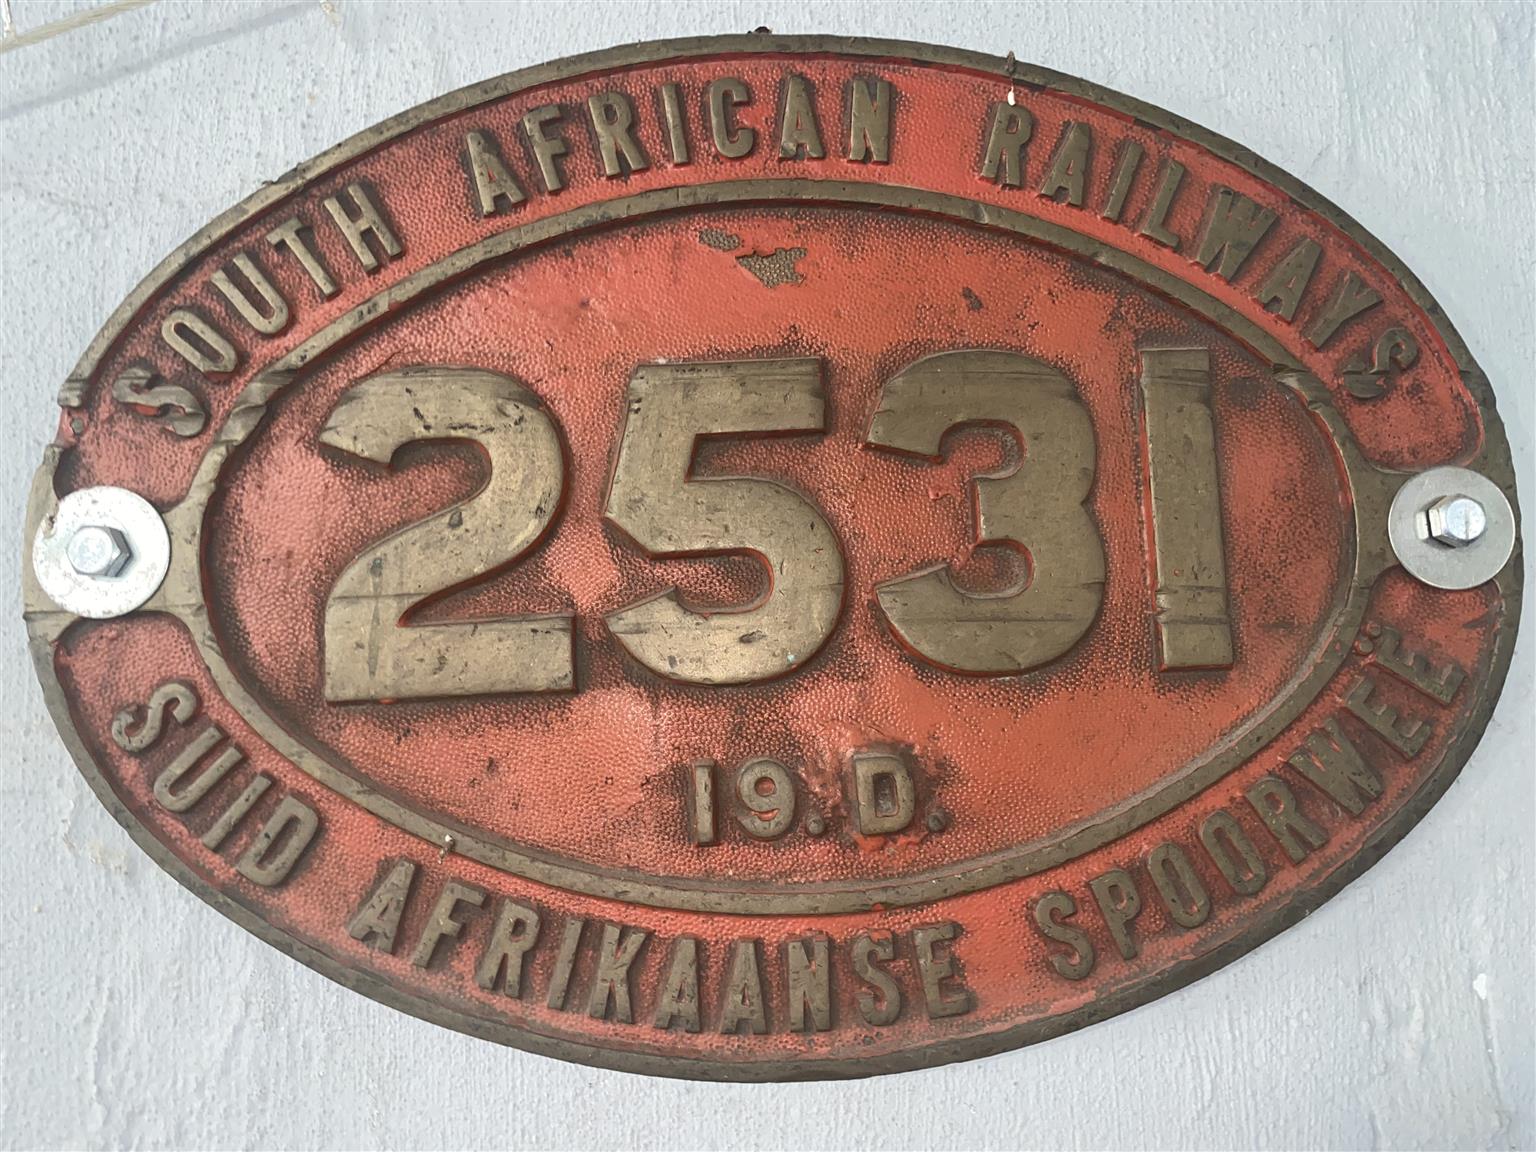 SOUTH AFRICAN RAILWAYS
2531
19.D.
SUID AFRIKAANSE SPOORWEË